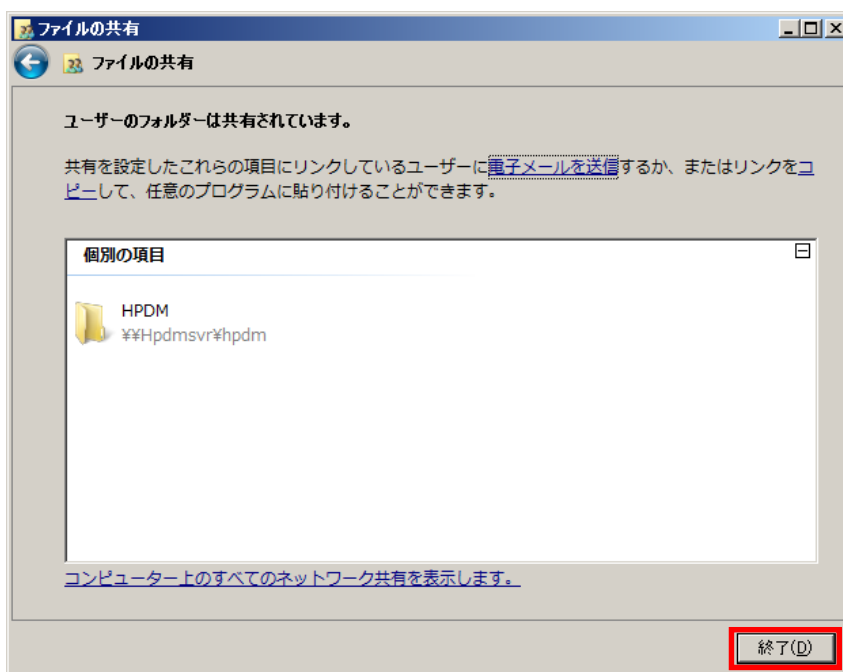 ファイルの共有
ファイルの共有
ユーザーのフォルダーは共有されています。
共有を設定したこれらの項目にリンクしているユーザーに電子メールを送信するか、またはリンクをコ
ピーして、任意のプログラムに貼り付けることができます。
個別の項目
HPDM
¥¥Hpdmsvr¥hpdm
コンピューター上のすべてのネットワーク共有を表示します。
終了(D)